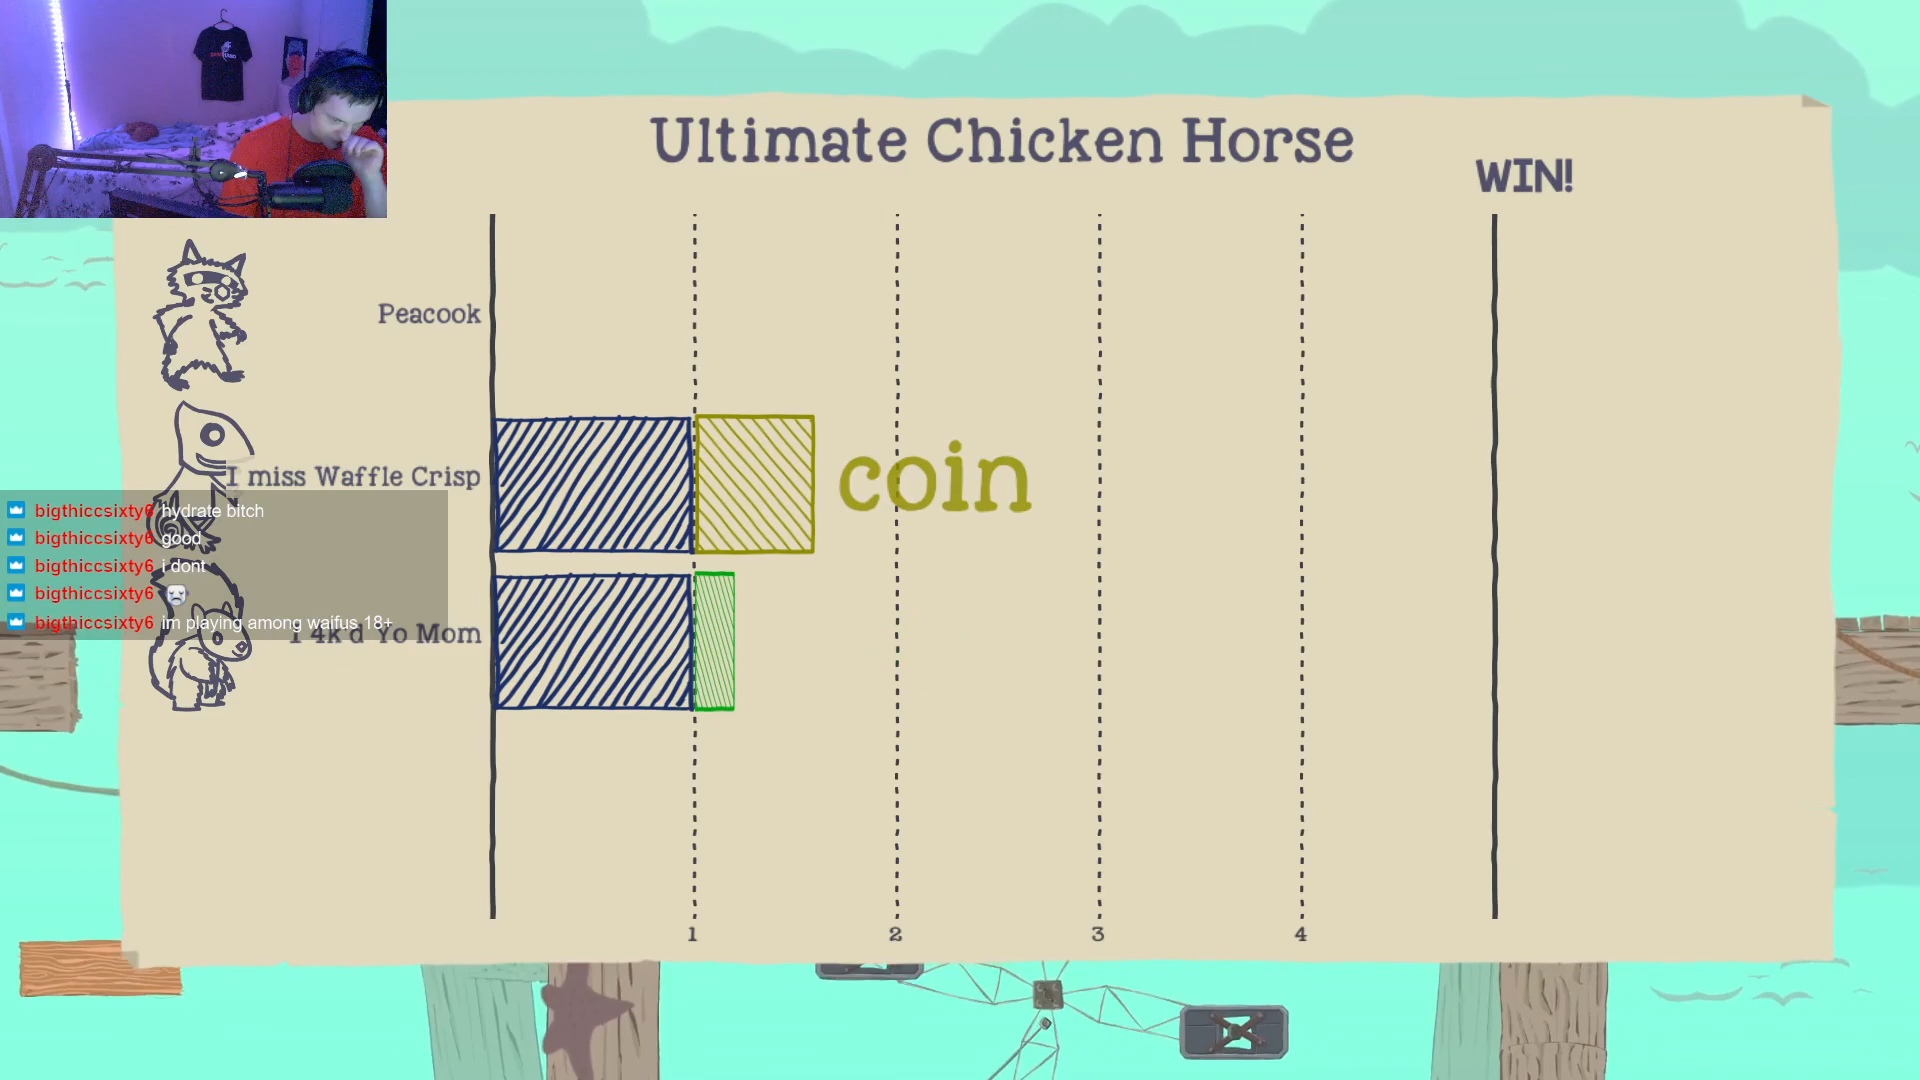 Ultimate Chicken Horse
WIN!
Peacook
I miss Waffle Crisp
coin
bigthiccsixty6 hydrate bitch
bigthiccsixty6 good
bigthiccsixty6 i dont
bigthiccsixty6
bigthiccsixty6 im playing among waifus 18+
I 4k'd Yo Mom
1 2 3 4